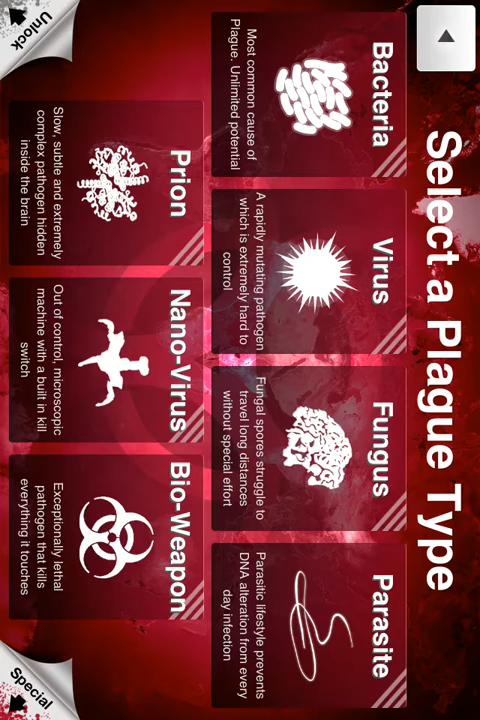 Select a Plague Type
Bacteria
Most common cause of
Plague. Unlimited potential
Virus
A rapidly mutating pathogen
which is extremely hard to
control
Fungus
Fungal spores struggle to
travel long distances
without special effort
Parasite
Parasitic lifestyle prevents
DNA alteration from every
day infection
Prion
Slow, subtle and extremely
complex pathogen hidden
inside the brain
Nano-Virus
Out of control, microscopic
machine with a built in kill
switch
Bio-Weapon
Exceptionally lethal
pathogen that kills
everything it touches
Unlock
Special